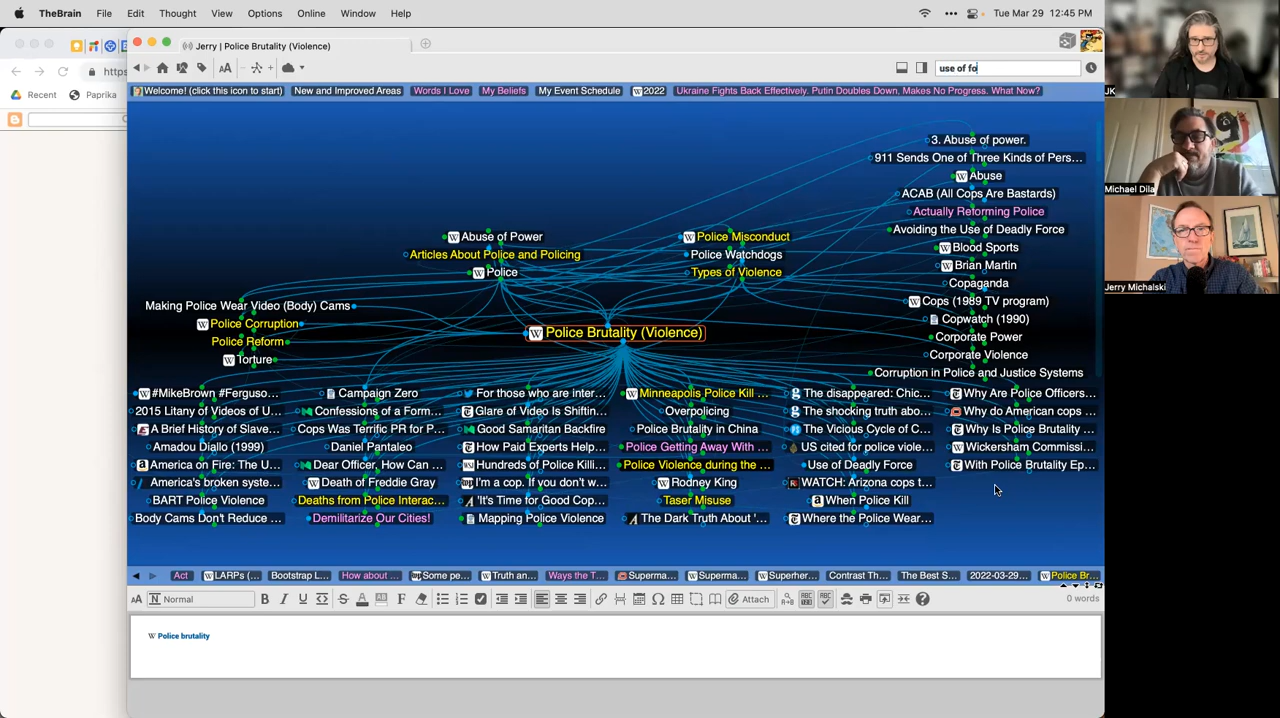 TheBrain File Edit Thought View Options Online Window Help Tue Mar 29 12:45 PM
Jerry | Police Brutality (Violence)
https
use of fo
Recent Paprika
Welcome! (click this icon to start) New and Improved Areas Words I Love My Beliefs My Event Schedule 2022 Ukraine Fights Back Effectively. Putin Doubles Down, Makes No Progress. What Now?
JK
3. Abuse of power.
911 Sends One of Three Kinds of Pers...
Abuse
ACAB (All Cops Are Bastards)
Michael Dila
Actually Reforming Police
Avoiding the Use of Deadly Force
Abuse of Power
Police Misconduct
Blood Sports
Articles About Police and Policing
Police Watchdogs
Brian Martin
Police
Types of Violence
Copaganda
Jerry Michalski
Making Police Wear Video (Body) Cams
Cops (1989 TV program)
Police Corruption
Copwatch (1990)
Police Brutality (Violence)
Police Reform
Corporate Power
Torture
Corporate Violence
Corruption in Police and Justice Systems
#MikeBrown #Ferguso... Campaign Zero For those who are inter... Minneapolis Police Kill ... The disappeared: Chic... Why Are Police Officers...
2015 Litany of Videos of U... Confessions of a Form... Glare of Video Is Shiftin... Overpolicing The shocking truth abo... Why do American cops ...
A Brief History of Slave... Cops Was Terrific PR for P... Good Samaritan Backfire Police Brutality in China The Vicious Cycle of C... Why Is Police Brutality ...
Amadou Diallo (1999) Daniel Pantaleo How Paid Experts Help... Police Getting Away With ... US cited for police viole... Wickersham Commissi...
America on Fire: The U... Dear Officer, How Can ... Hundreds of Police Killi... Police Violence during the ... Use of Deadly Force With Police Brutality Ep...
America's broken syste... Death of Freddie Gray I'm a cop. If you don't w... Rodney King WATCH: Arizona cops t...
BART Police Violence Deaths from Police Interac... 'It's Time for Good Cop... Taser Misuse When Police Kill
Body Cams Don't Reduce ... Demilitarize Our Cities! Mapping Police Violence The Dark Truth About '... Where the Police Wear...
Act LARPs (... Bootstrap L... How about ... Some pe... Truth an... Ways the T... Superma... Superma... Superher... Contrast Th... The Best S... 2022-03-29... Police Br...
Normal B I U S A Attach 0 words
Police brutality